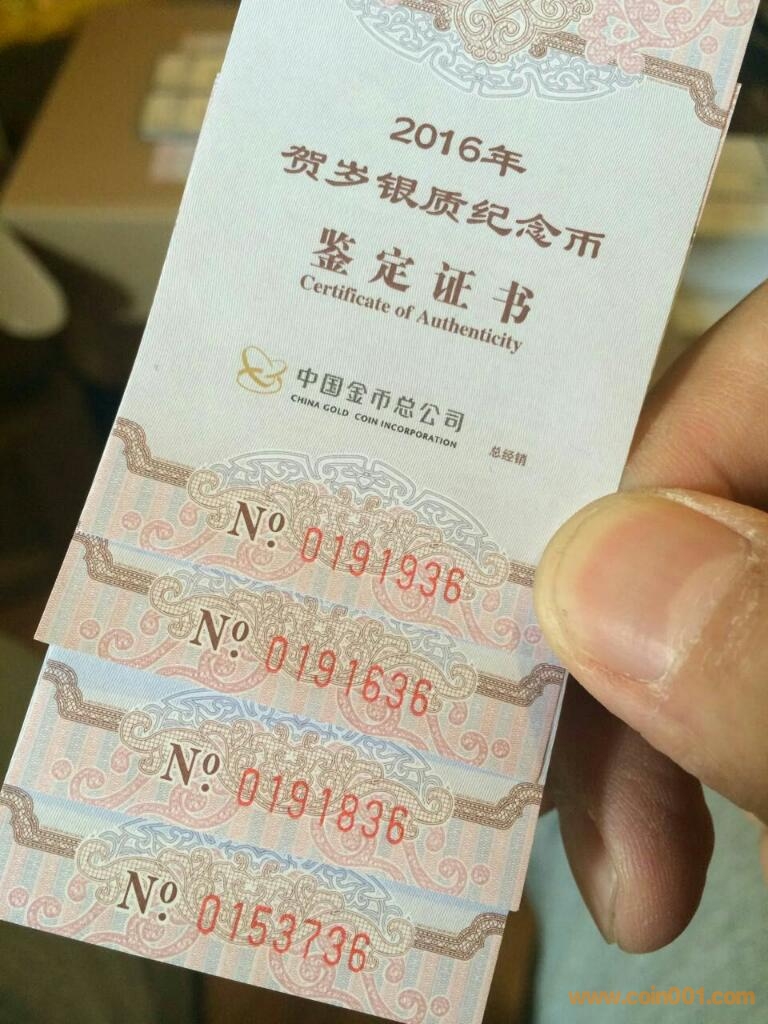 2016年
贺岁银质纪念币
鉴定证书
Certificate of Authenticity
中国金币总公司
CHINA GOLD COIN INCORPORATION
总经销
Nº 0191936
Nº 0191636
Nº 0191836
Nº 0153736
www.coin001.com